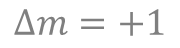 Δm = +1